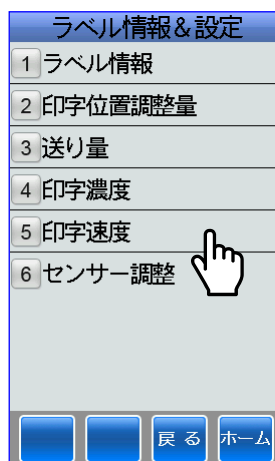 ラベル情報&設定
1 ラベル情報
2 印字位置調整量
3 送り量
4 印字濃度
5 印字速度
6 センサー調整
戻る ホーム